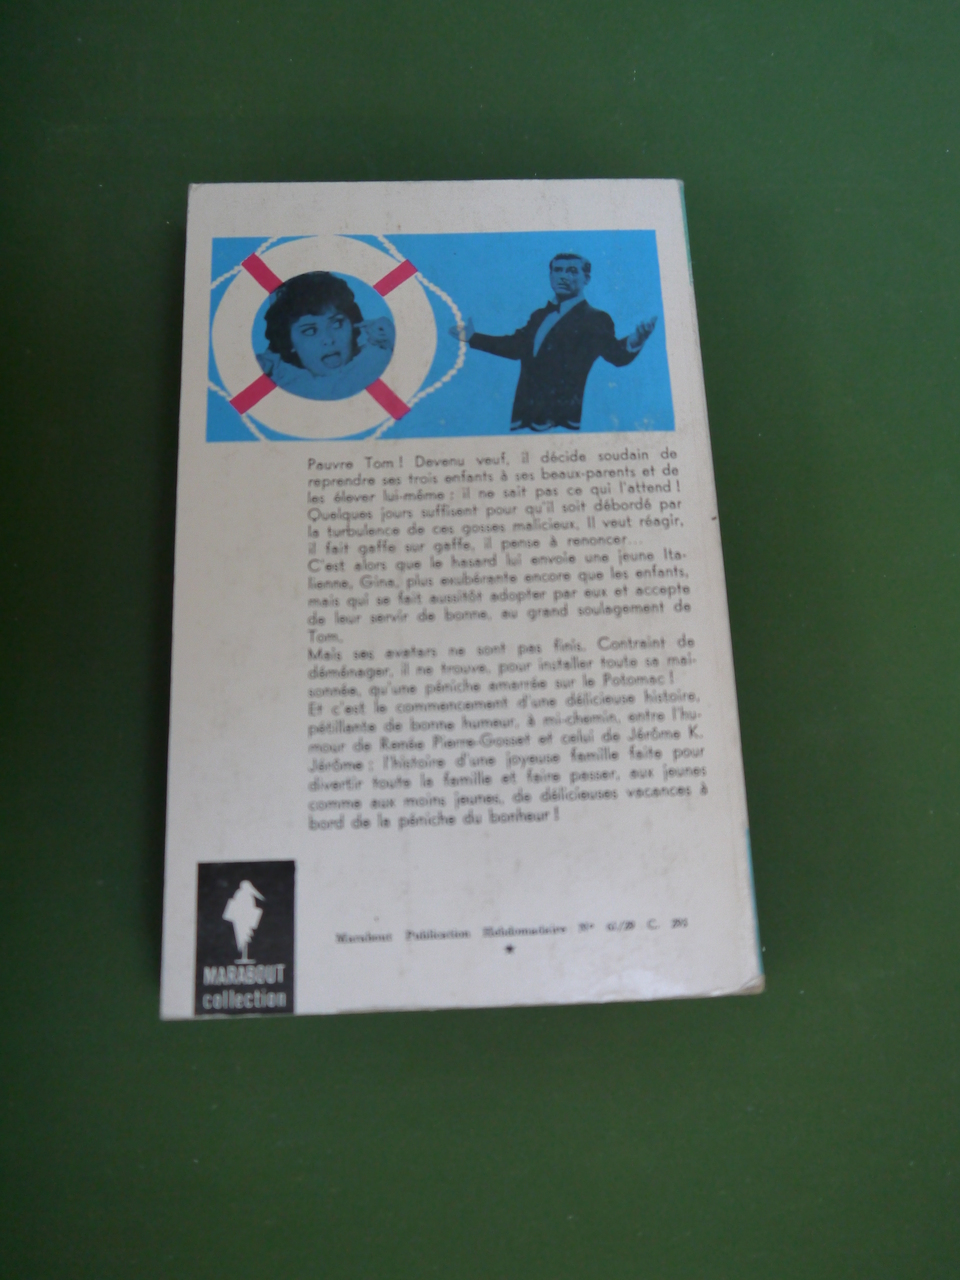 Pauvre Tom ! Devenu veuf, il décide soudain de
reprendre ses trois enfants à ses beaux-parents et de
les élever lui-même : il ne sait pas ce qui l'attend !
Quelques jours suffisent pour qu'il soit débordé par
la turbulence de ces gosses malicieux. Il veut réagir,
il fait gaffe sur gaffe, il pense à renoncer...
C'est alors que le hasard lui envoie une jeune Ita-
lienne, Gina, plus exubérante encore que les enfants,
mais qui se fait aussitôt adopter par eux et accepte
de leur servir de bonne, au grand soulagement de
Tom.
Mais ses avatars ne sont pas finis. Contraint de
déménager, il ne trouve, pour installer toute sa mai-
sonnée, qu'une péniche amarrée sur le Potomac !
Et c'est le commencement d'une délicieuse histoire,
pétillante de bonne humeur, à mi-chemin, entre l'hu-
mour de Renée Pierre-Gosset et celui de Jérôme K.
Jérôme : l'histoire d'une joyeuse famille faite pour
divertir toute la famille et faire passer, aux jeunes
comme aux moins jeunes, de délicieuses vacances à
bord de la péniche du bonheur !
Marabout Publication Hebdomadaire N° C.
MARABOUT
collection